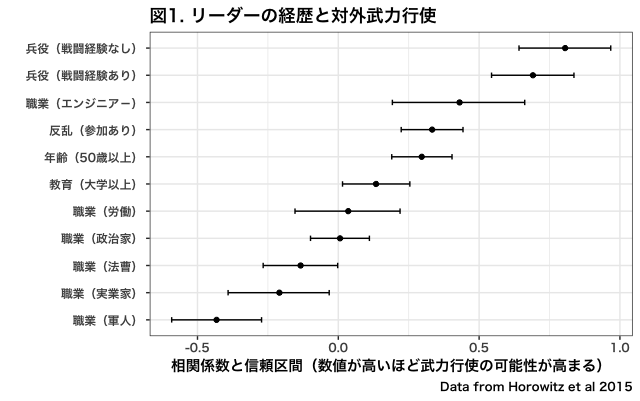 図1. リーダーの経歴と対外武力行使
兵役（戦闘経験なし）
兵役（戦闘経験あり）
職業（エンジニアー）
反乱（参加あり）
年齢（50歳以上）
教育（大学以上）
職業（労働）
職業（政治家）
職業（法曹）
職業（実業家）
職業（軍人）
-0.5 0.0 0.5 1.0
相関係数と信頼区間（数値が高いほど武力行使の可能性が高まる）
Data from Horowitz et al 2015